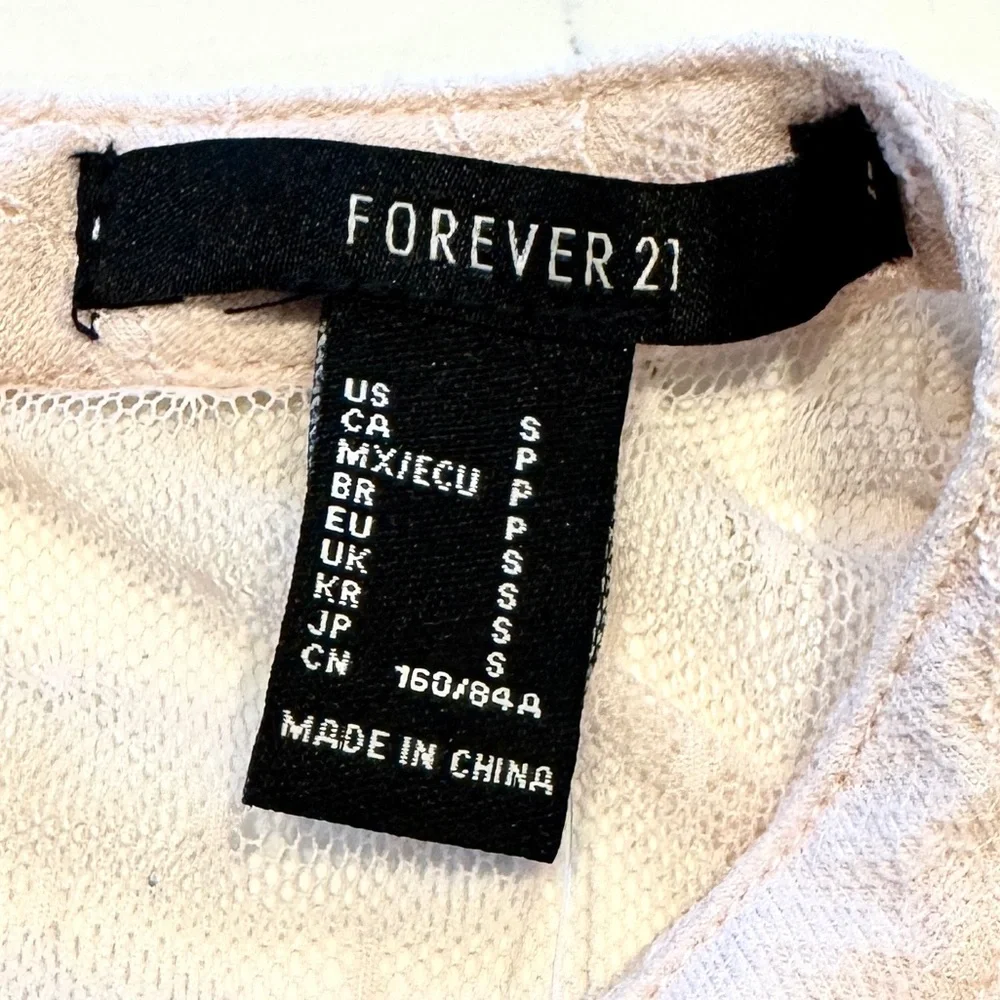 FOREVER 21
US S
CA P
MX/ECU P
BR P
EU S
UK S
KR S
JP S
CN 160/84A
MADE IN CHINA